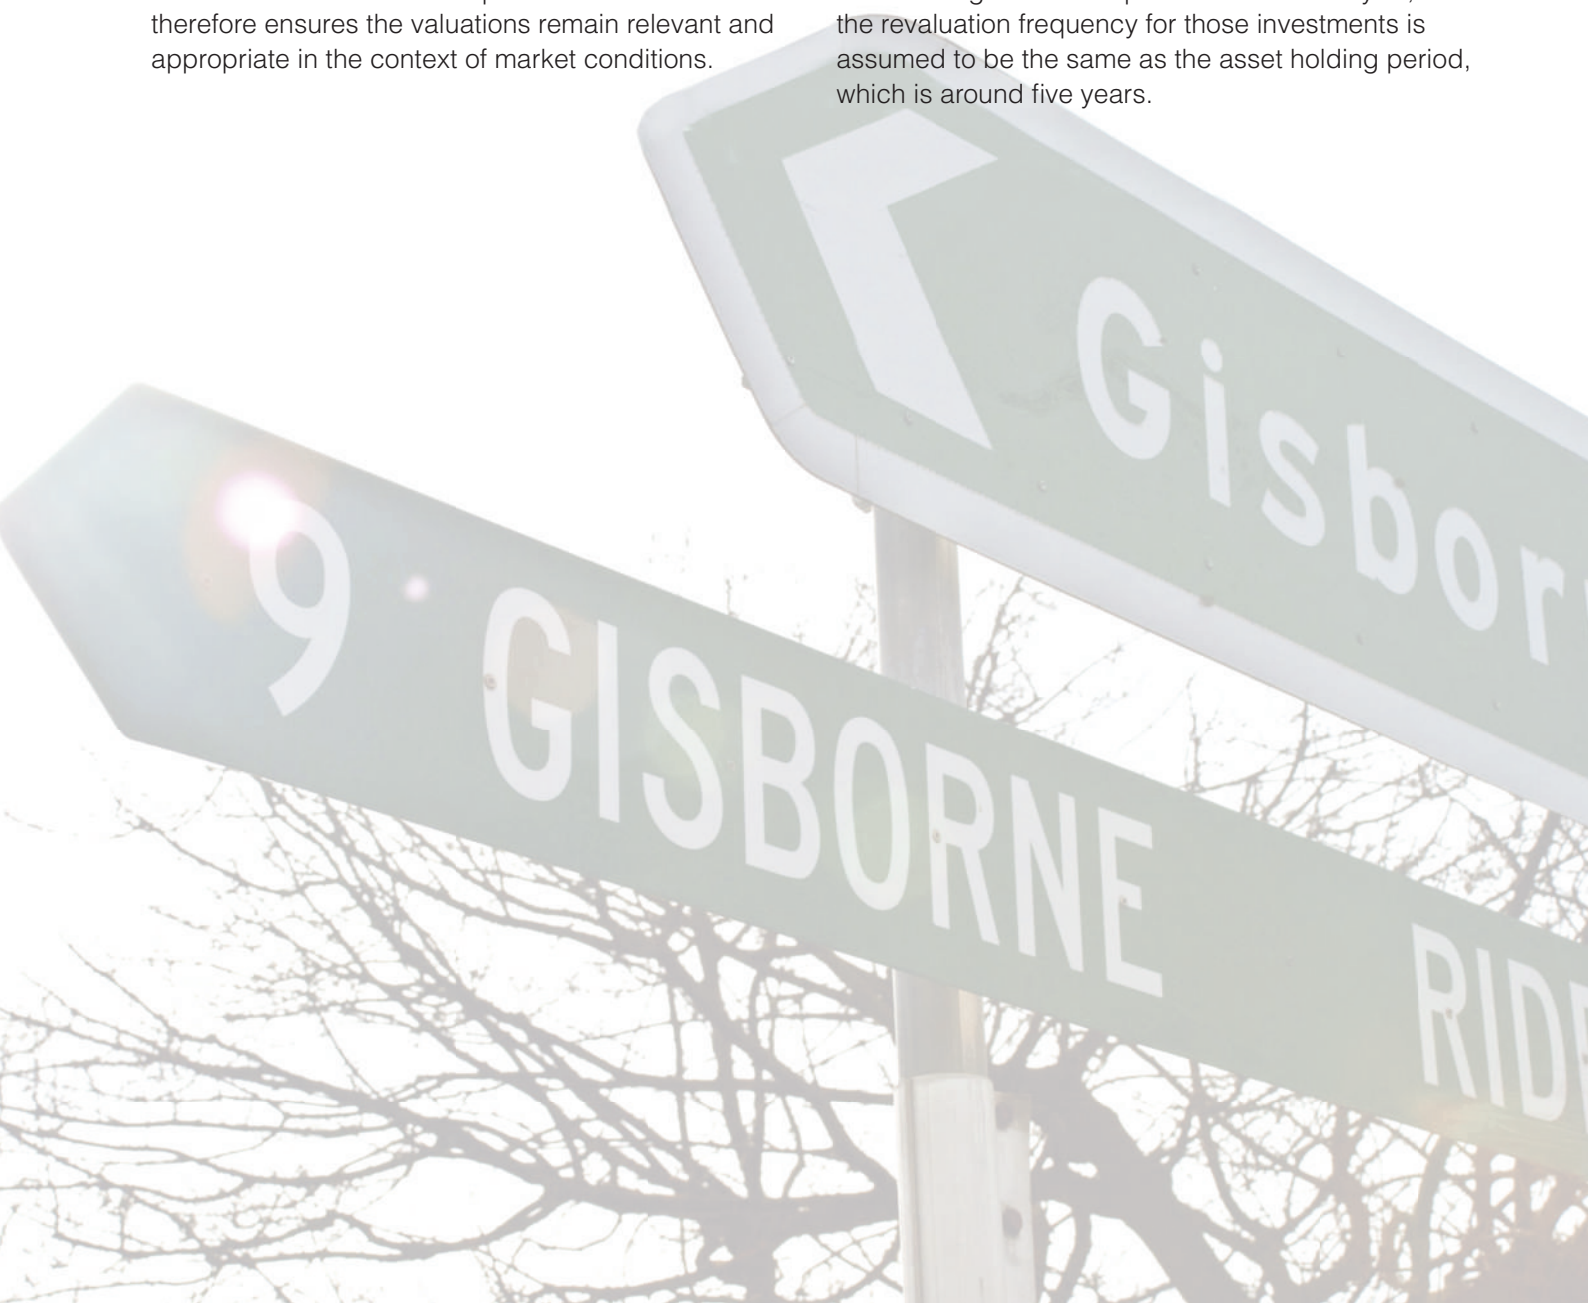 therefore ensures the valuations remain relevant and
appropriate in the context of market conditions.
the revaluation frequency for those investments is
assumed to be the same as the asset holding period,
which is around five years.
Gisbor
9 GISBORNE
RID